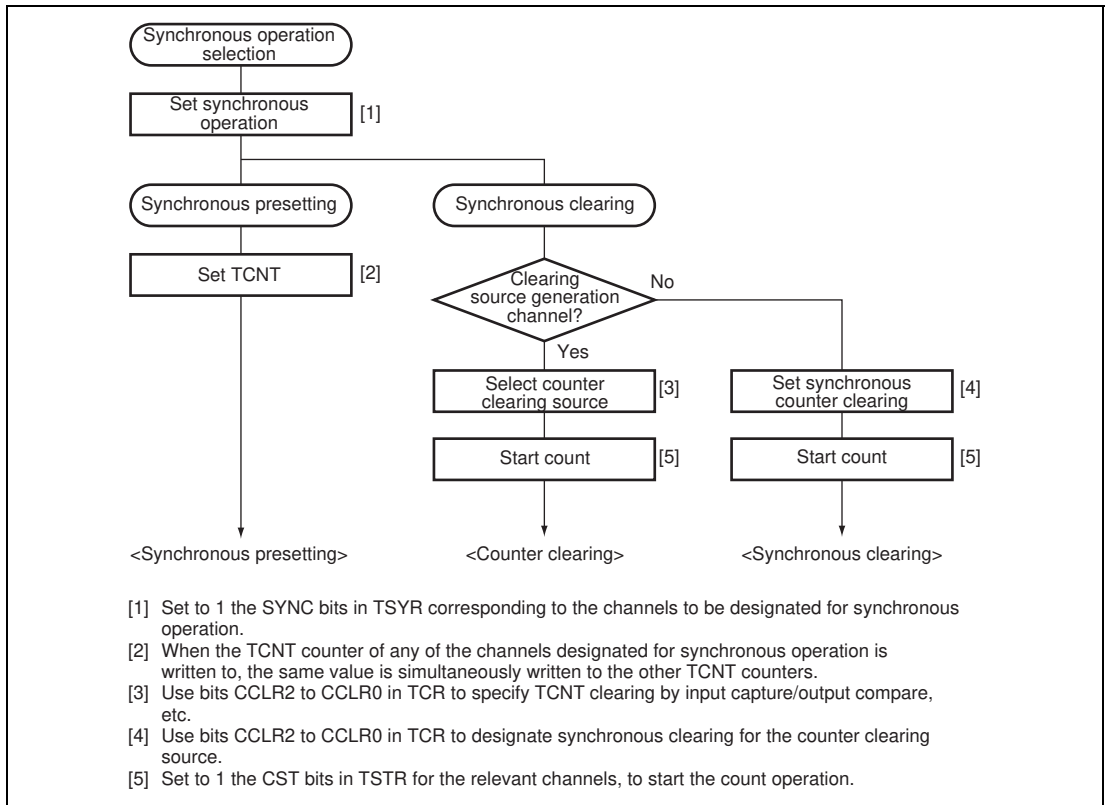 Synchronous operation
selection
Set synchronous
operation
[1]
Synchronous presetting
Synchronous clearing
Set TCNT
[2]
Clearing
source generation
channel?
No
Yes
Select counter
clearing source
[3]
Set synchronous
counter clearing
[4]
Start count
[5]
Start count
[5]
<Synchronous presetting>
<Counter clearing>
<Synchronous clearing>
[1] Set to 1 the SYNC bits in TSYR corresponding to the channels to be designated for synchronous
operation.
[2] When the TCNT counter of any of the channels designated for synchronous operation is
written to, the same value is simultaneously written to the other TCNT counters.
[3] Use bits CCLR2 to CCLR0 in TCR to specify TCNT clearing by input capture/output compare,
etc.
[4] Use bits CCLR2 to CCLR0 in TCR to designate synchronous clearing for the counter clearing
source.
[5] Set to 1 the CST bits in TSTR for the relevant channels, to start the count operation.